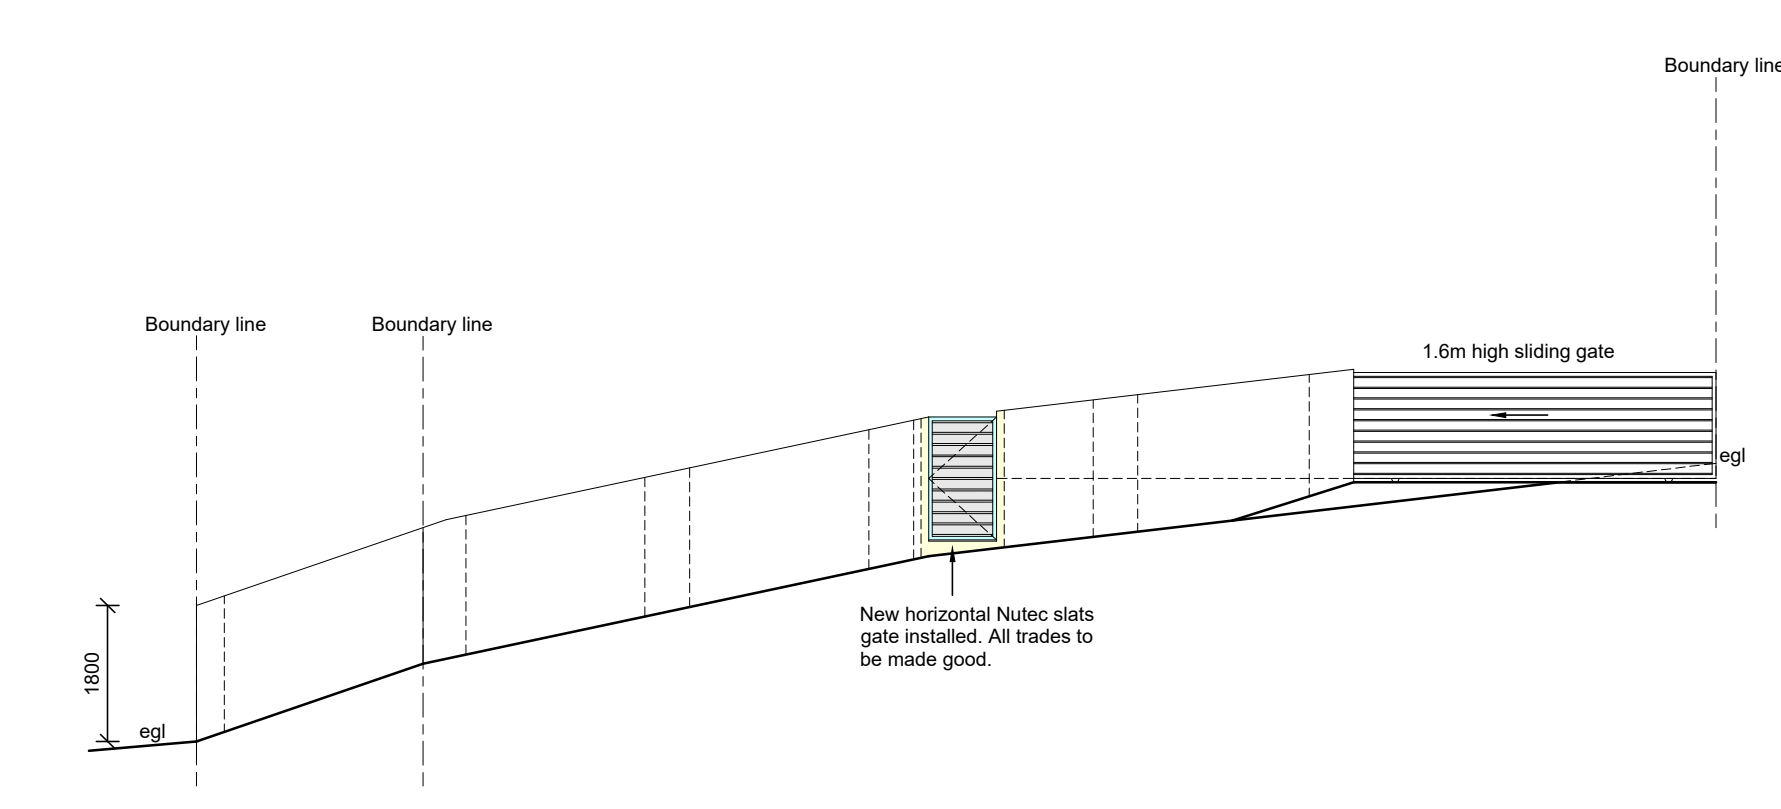 Boundary line
Boundary line
Boundary line
1.6m high sliding gate
egl
New horizontal Nutec slats
gate installed. All trades to
be made good.
1800
egl